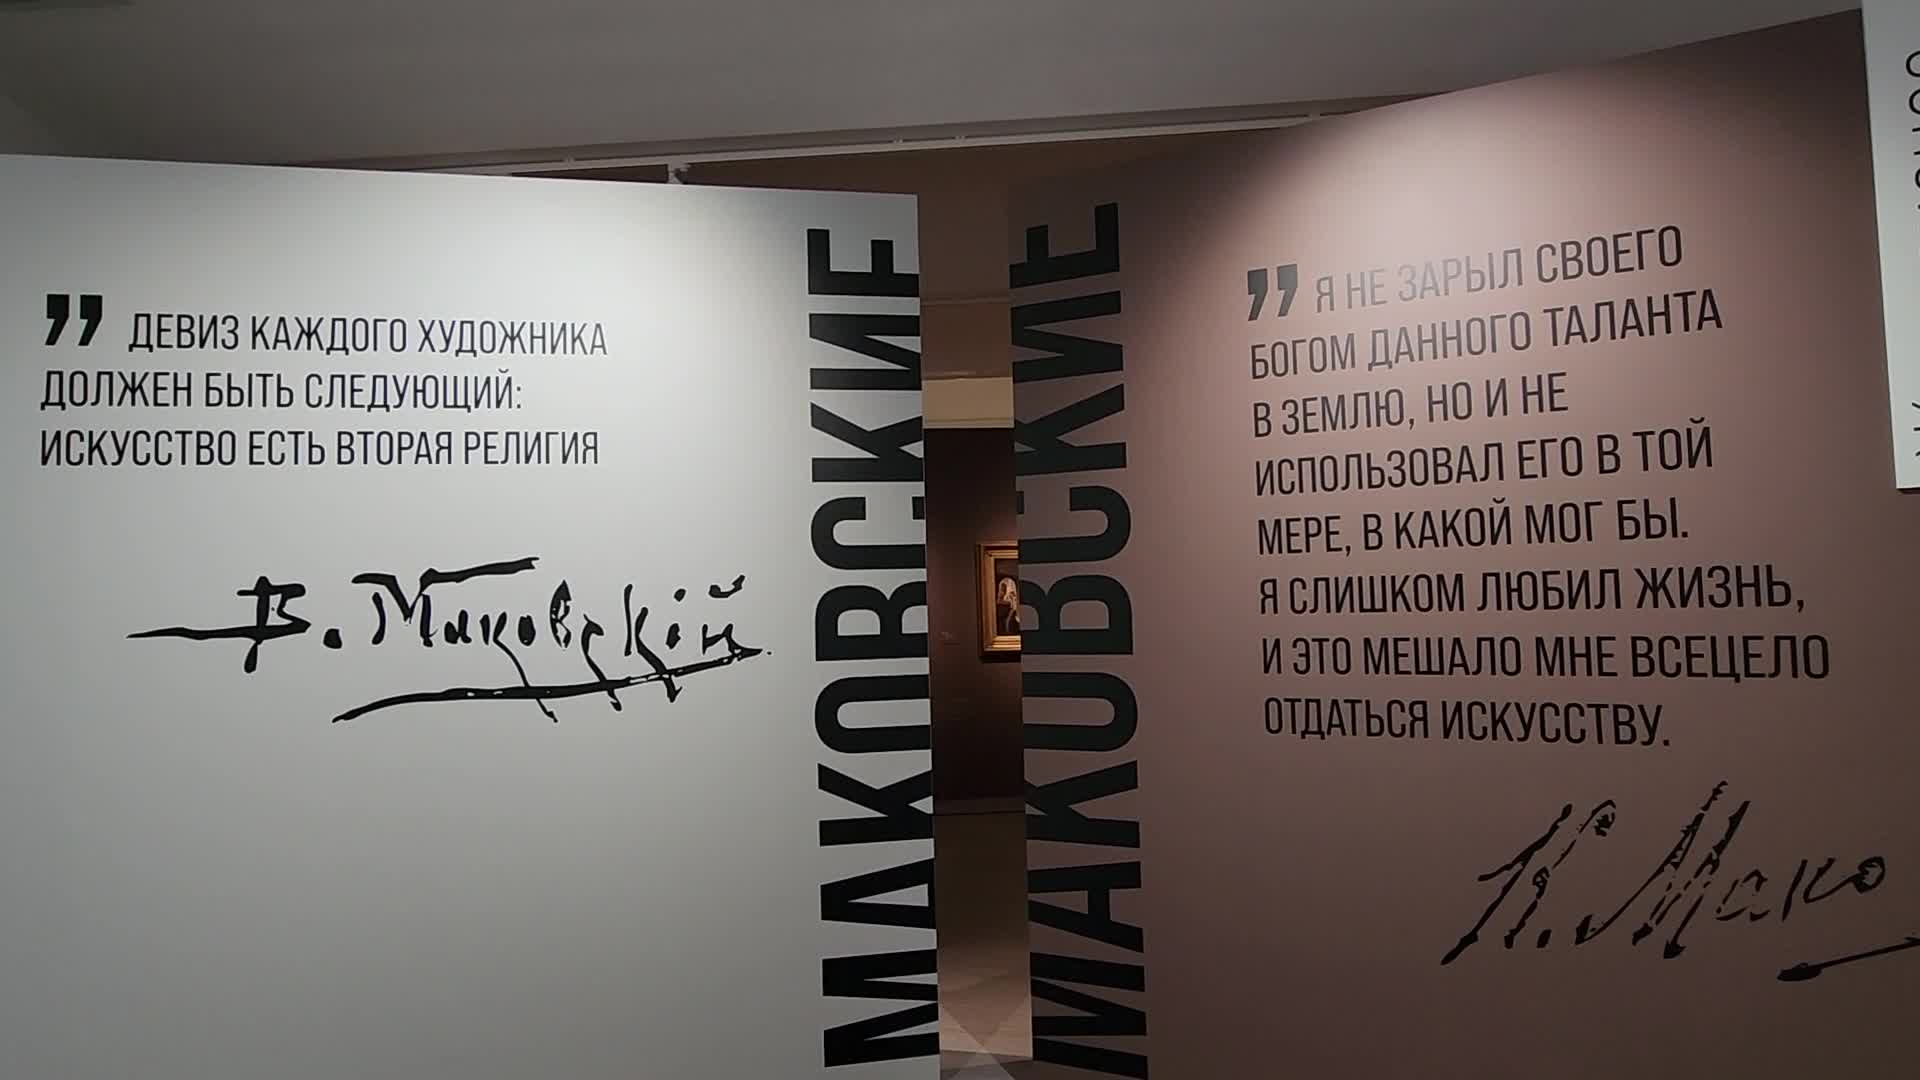 ” ДЕВИЗ КАЖДОГО ХУДОЖНИКА
ДОЛЖЕН БЫТЬ СЛЕДУЮЩИЙ:
ИСКУССТВО ЕСТЬ ВТОРАЯ РЕЛИГИЯ
В. Маковскій
МАКОВСКИЕ
МАКОВСКИЕ
” Я НЕ ЗАРЫЛ СВОЕГО
БОГОМ ДАННОГО ТАЛАНТА
В ЗЕМЛЮ, НО И НЕ
ИСПОЛЬЗОВАЛ ЕГО В ТОЙ
МЕРЕ, В КАКОЙ МОГ БЫ.
Я СЛИШКОМ ЛЮБИЛ ЖИЗНЬ,
И ЭТО МЕШАЛО МНЕ ВСЕЦЕЛО
ОТДАТЬСЯ ИСКУССТВУ.
К. Мако